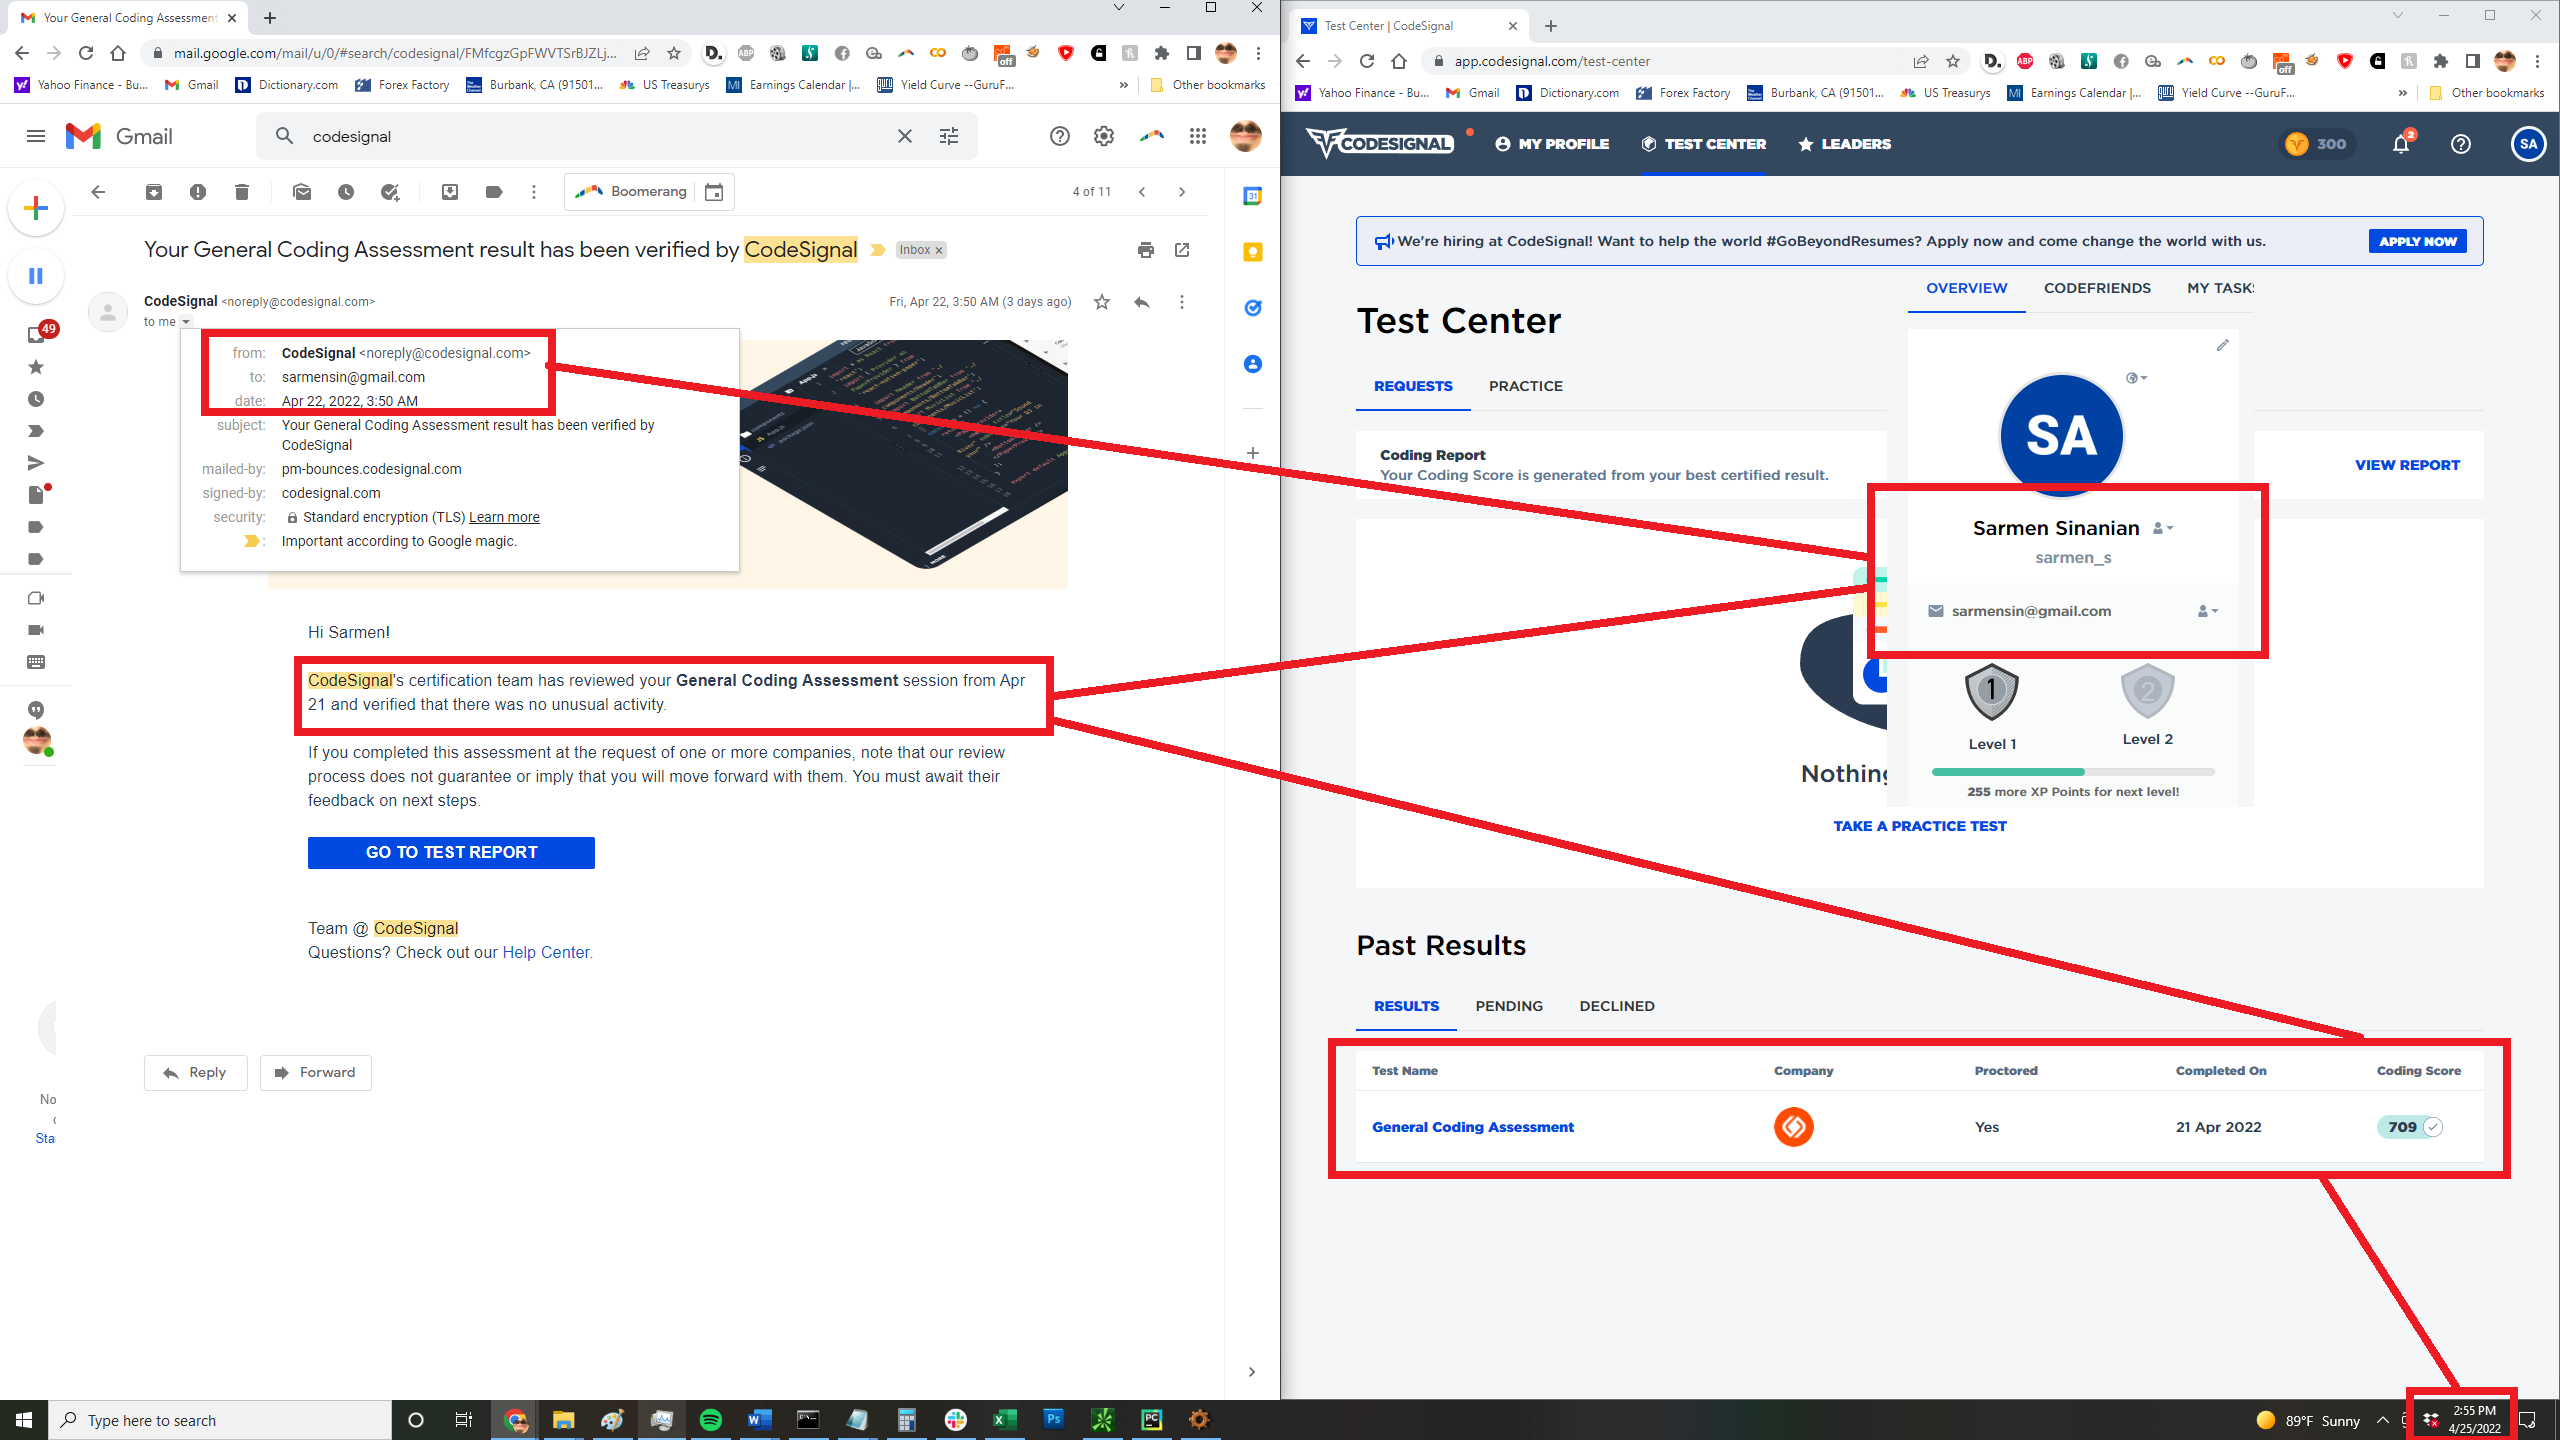 Your General Coding Assessment
mail.google.com/mail/u/0/#search/codesignal/FMfcgzGpFWVTSrBJZLj...
Yahoo Finance - Bu...
Gmail
Dictionary.com
Forex Factory
Burbank, CA (91501...
US Treasurys
Earnings Calendar |...
Yield Curve --GuruF...
»
Other bookmarks
Gmail
codesignal
Boomerang
4 of 11
Your General Coding Assessment result has been verified by CodeSignal
Inbox x
CodeSignal <noreply@codesignal.com>
Fri, Apr 22, 3:50 AM (3 days ago)
to me
49
from: CodeSignal <noreply@codesignal.com>
to: sarmensin@gmail.com
date: Apr 22, 2022, 3:50 AM
subject: Your General Coding Assessment result has been verified by
CodeSignal
mailed-by: pm-bounces.codesignal.com
signed-by: codesignal.com
security: Standard encryption (TLS) Learn more
: Important according to Google magic.
Hi Sarmen!
CodeSignal's certification team has reviewed your General Coding Assessment session from Apr
21 and verified that there was no unusual activity.
If you completed this assessment at the request of one or more companies, note that our review
process does not guarantee or imply that you will move forward with them. You must await their
feedback on next steps.
GO TO TEST REPORT
Team @ CodeSignal
Questions? Check out our Help Center.
No
Sta
Reply
Forward
Test Center | CodeSignal
app.codesignal.com/test-center
Yahoo Finance - Bu...
Gmail
Dictionary.com
Forex Factory
Burbank, CA (91501...
US Treasurys
Earnings Calendar |...
Yield Curve --GuruF...
»
Other bookmarks
CODESIGNAL
MY PROFILE
TEST CENTER
LEADERS
300
2
SA
We're hiring at CodeSignal! Want to help the world #GoBeyondResumes? Apply now and come change the world with us.
APPLY NOW
Test Center
OVERVIEW
CODEFRIENDS
MY TASKS
REQUESTS
PRACTICE
SA
Coding Report
Your Coding Score is generated from your best certified result.
VIEW REPORT
Sarmen Sinanian
sarmen_s
sarmensin@gmail.com
1
2
Level 1
Level 2
Nothing
255 more XP Points for next level!
TAKE A PRACTICE TEST
Past Results
RESULTS
PENDING
DECLINED
Test Name
Company
Proctored
Completed On
Coding Score
General Coding Assessment
Yes
21 Apr 2022
709
Type here to search
89°F Sunny
2:55 PM
4/25/2022